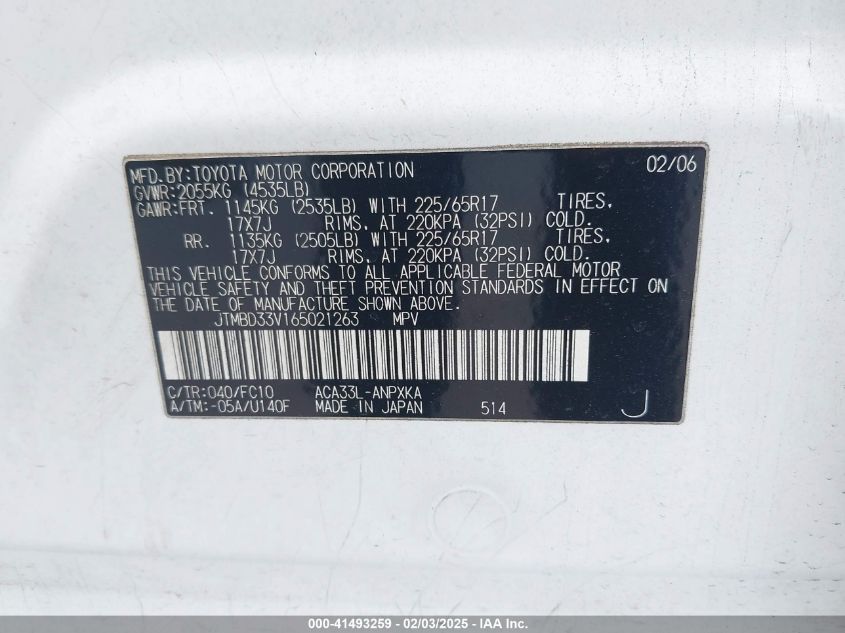 MFD.BY:TOYOTA MOTOR CORPORATION 02/06
GVWR:2055KG (4535LB)
GAWR:FRT. 1145KG (2535LB) WITH 225/65R17 TIRES,
17X7J RIMS, AT 220KPA (32PSI) COLD.
RR. 1135KG (2505LB) WITH 225/65R17 TIRES,
17X7J RIMS, AT 220KPA (32PSI) COLD.
THIS VEHICLE CONFORMS TO ALL APPLICABLE FEDERAL MOTOR
VEHICLE SAFETY AND THEFT PREVENTION STANDARDS IN EFFECT ON
THE DATE OF MANUFACTURE SHOWN ABOVE.
JTMBD33V165021263 MPV
C/TR:040/FC10 ACA33L-ANPXKA
A/TM:-05A/U140F MADE IN JAPAN 514 J
000-41493259 - 02/03/2025 - IAA Inc.